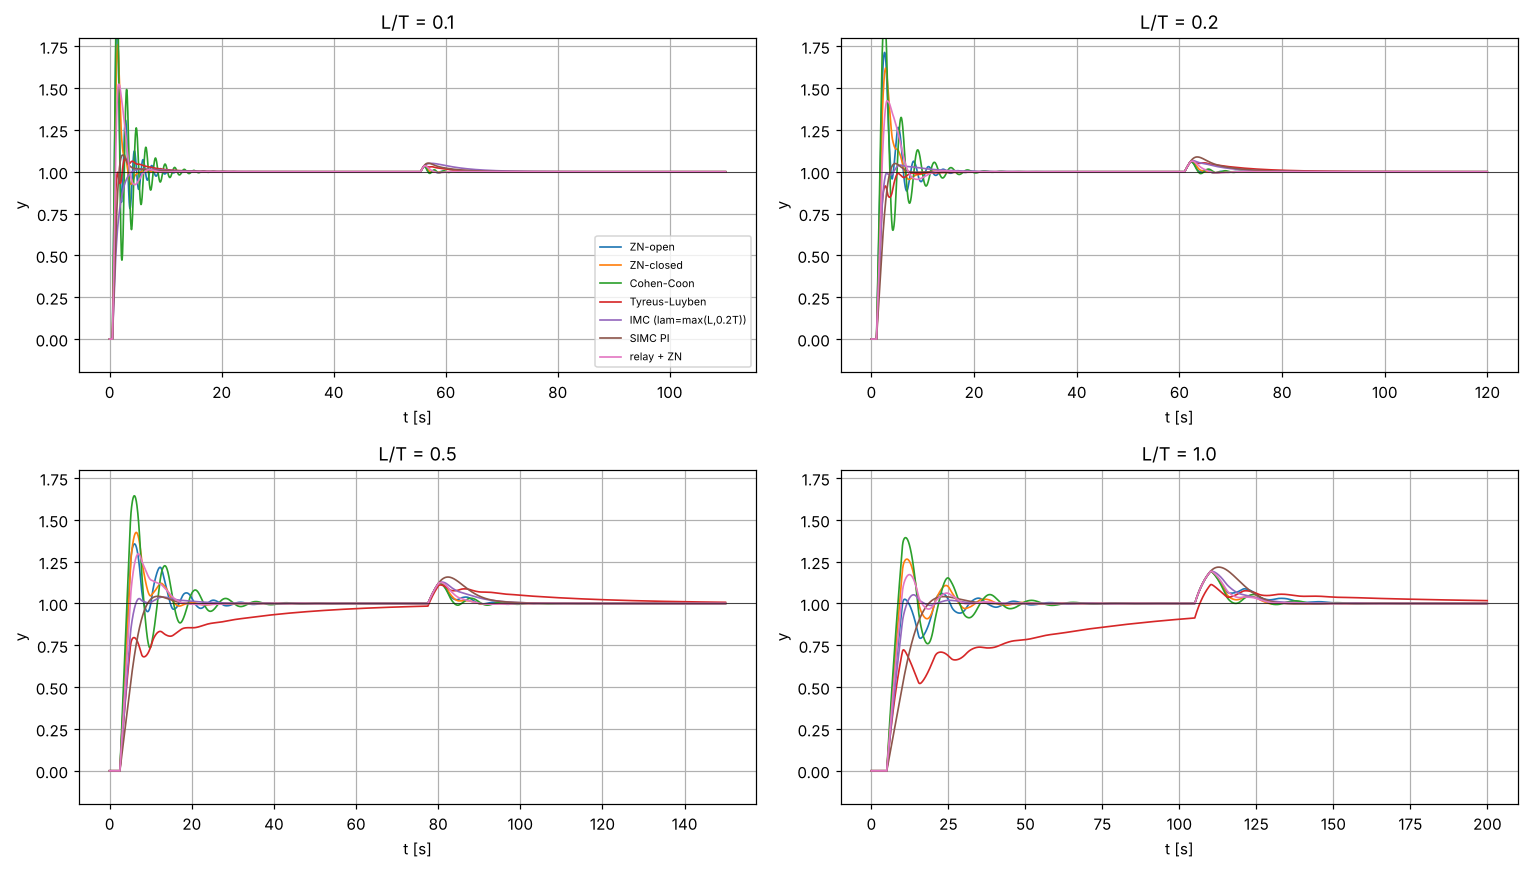 L/T = 0.1
1.75
1.50
1.25
1.00
0.75
0.50
0.25
0.00
y
ZN-open
ZN-closed
Cohen-Coon
Tyreus-Luyben
IMC (lam=max(L,0.2T))
SIMC PI
relay + ZN
0 20 40 60 80 100
t [s]
L/T = 0.2
1.75
1.50
1.25
1.00
0.75
0.50
0.25
0.00
y
0 20 40 60 80 100 120
t [s]
L/T = 0.5
1.75
1.50
1.25
1.00
0.75
0.50
0.25
0.00
y
0 20 40 60 80 100 120 140
t [s]
L/T = 1.0
1.75
1.50
1.25
1.00
0.75
0.50
0.25
0.00
y
0 25 50 75 100 125 150 175 200
t [s]